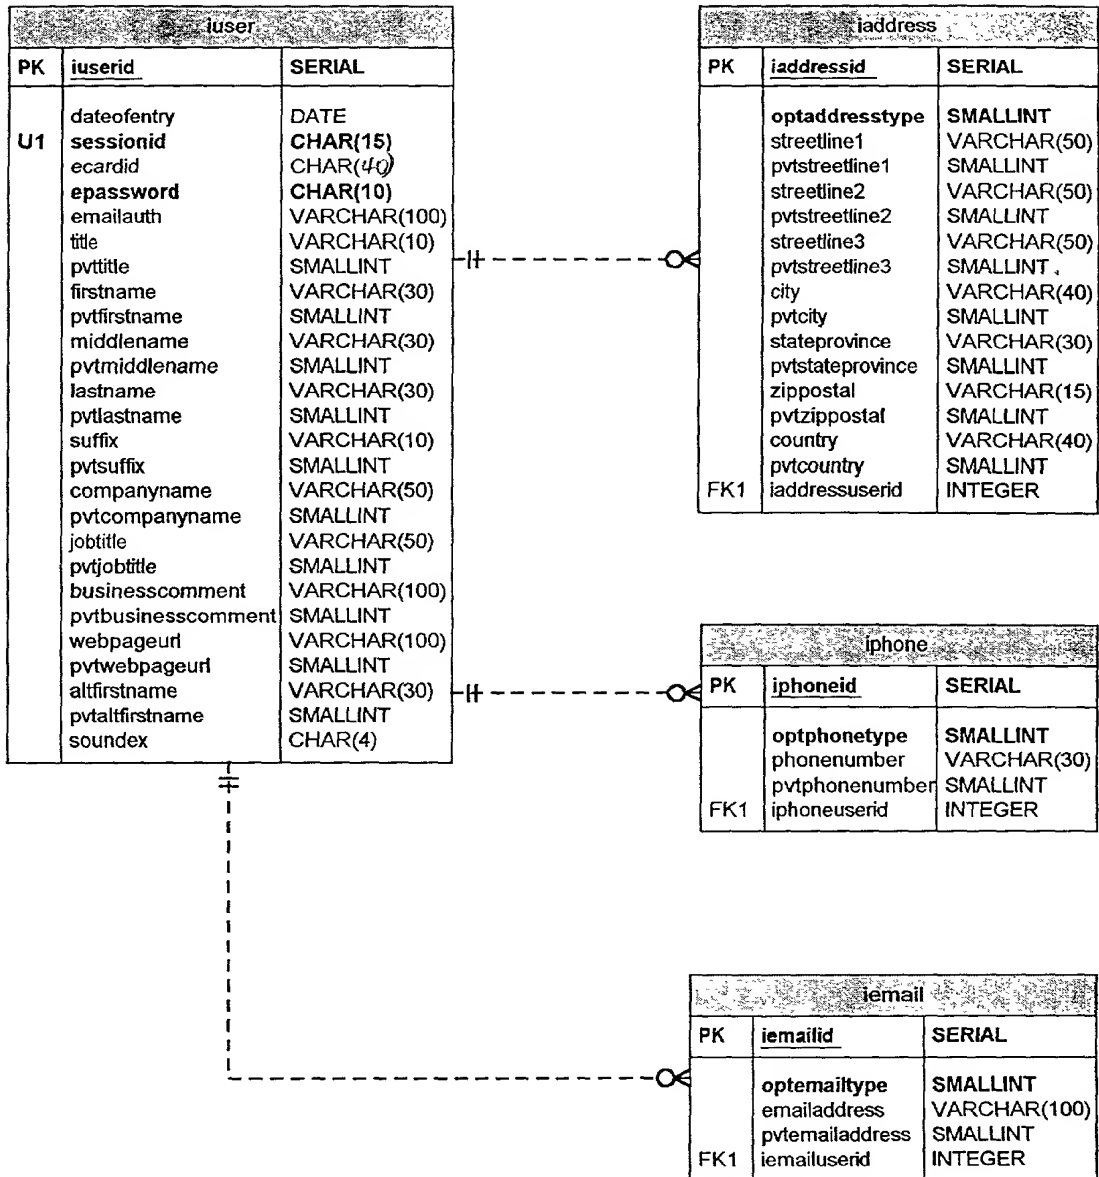 iuser
PK iuserid SERIAL
dateofentry DATE
U1 sessionid CHAR(15)
ecardid CHAR(40)
epassword CHAR(10)
emailauth VARCHAR(100)
title VARCHAR(10)
pvttitle SMALLINT
firstname VARCHAR(30)
pvtfirstname SMALLINT
middlename VARCHAR(30)
pvtmiddlename SMALLINT
lastname VARCHAR(30)
pvtlastname SMALLINT
suffix VARCHAR(10)
pvtsuffix SMALLINT
companyname VARCHAR(50)
pvtcompanyname SMALLINT
jobtitle VARCHAR(50)
pvtjobtitle SMALLINT
businesscomment VARCHAR(100)
pvtbusinesscomment SMALLINT
webpageurl VARCHAR(100)
pvtwebpageurl SMALLINT
altfirstname VARCHAR(30)
pvtaltfirstname SMALLINT
soundex CHAR(4)
iaddress
PK iaddressid SERIAL
optaddresstype SMALLINT
streetline1 VARCHAR(50)
pvtstreetline1 SMALLINT
streetline2 VARCHAR(50)
pvtstreetline2 SMALLINT
streetline3 VARCHAR(50)
pvtstreetline3 SMALLINT
city VARCHAR(40)
pvtcity SMALLINT
stateprovince VARCHAR(30)
pvtstateprovince SMALLINT
zippostal VARCHAR(15)
pvtzippostal SMALLINT
country VARCHAR(40)
pvtcountry SMALLINT
FK1 iaddressuserid INTEGER
iphone
PK iphoneid SERIAL
optphonetype SMALLINT
phonenumber VARCHAR(30)
pvtphonenumber SMALLINT
FK1 iphoneuserid INTEGER
iemail
PK iemailid SERIAL
optemailtype SMALLINT
emailaddress VARCHAR(100)
pvtemailaddress SMALLINT
FK1 iemailuserid INTEGER